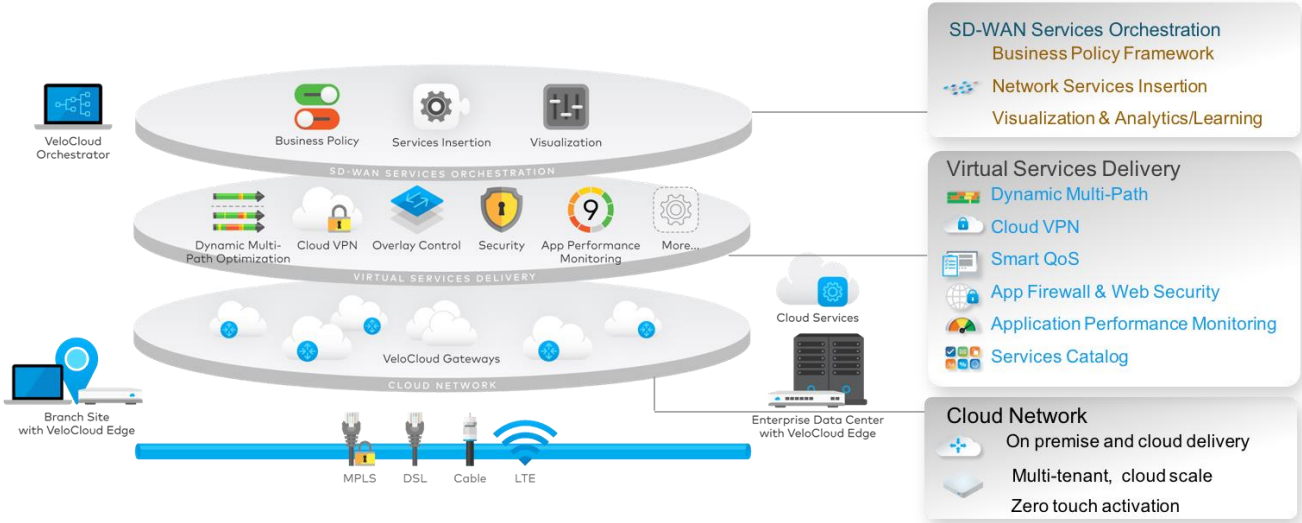 VeloCloud
Orchestrator
Business Policy
Services Insertion
Visualization
SD-WAN SERVICES ORCHESTRATION
Dynamic Multi-
Path Optimization
Cloud VPN
Overlay Control
Security
9
App Performance
Monitoring
More...
VIRTUAL SERVICES DELIVERY
Cloud Services
VeloCloud Gateways
CLOUD NETWORK
Branch Site
with VeloCloud Edge
Enterprise Data Center
with VeloCloud Edge
MPLS
DSL
Cable
LTE
SD-WAN Services Orchestration
Business Policy Framework
Network Services Insertion
Visualization & Analytics/Learning
Virtual Services Delivery
Dynamic Multi-Path
Cloud VPN
Smart QoS
App Firewall & Web Security
Application Performance Monitoring
Services Catalog
Cloud Network
On premise and cloud delivery
Multi-tenant, cloud scale
Zero touch activation